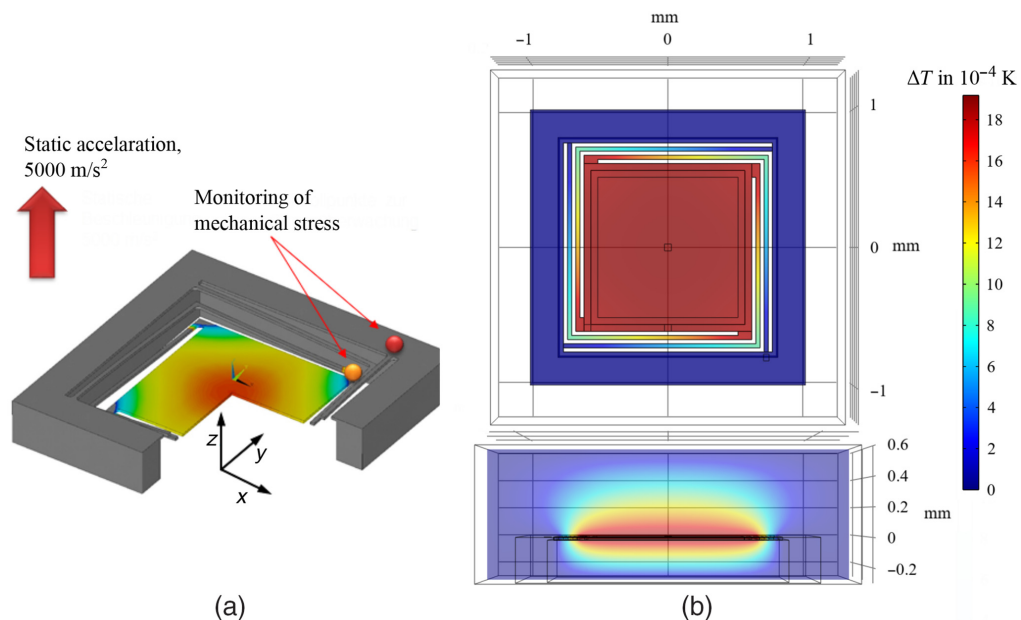 Static accelaration,
5000 m/s²
Monitoring of
mechanical stress
z
y
x
(a)
mm
−1 0 1
1
0 mm
-1
0.6
0.4
0.2
mm
0
-0.2
(b)
ΔT in 10⁻⁴ K
18
16
14
12
10
8
6
4
2
0